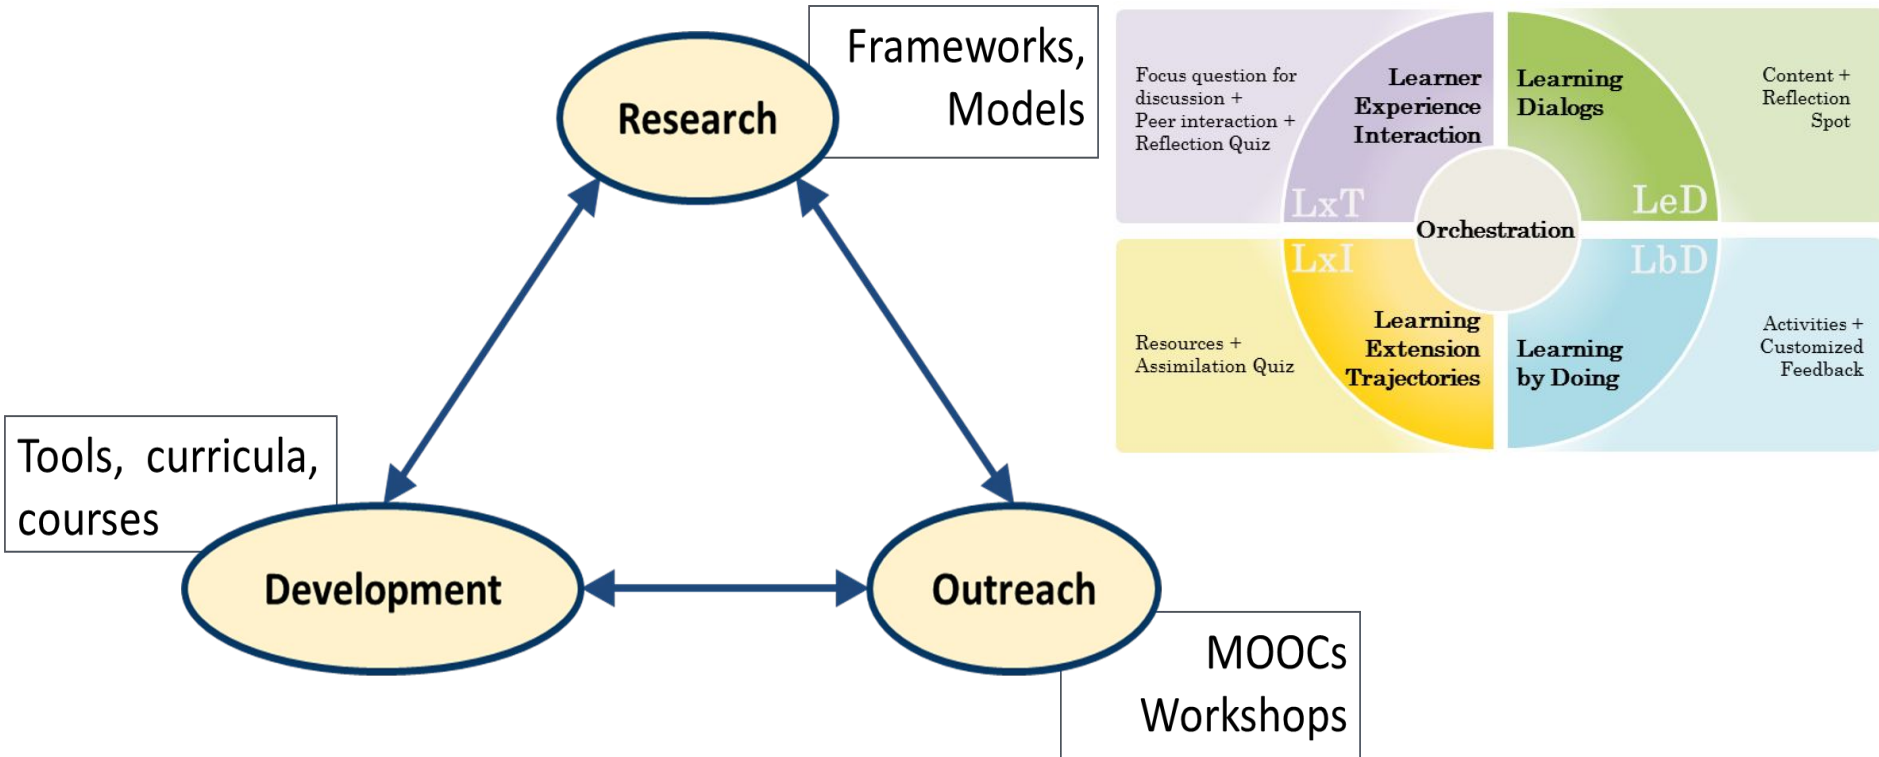 Research
Frameworks,
Models
Tools, curricula,
courses
Development
Outreach
MOOCs
Workshops
Focus question for
discussion +
Peer interaction +
Reflection Quiz
Learner
Experience
Interaction
LxT
Learning
Dialogs
LeD
Content +
Reflection
Spot
Orchestration
Resources +
Assimilation Quiz
LxI
Learning
Extension
Trajectories
LbD
Learning
by Doing
Activities +
Customized
Feedback